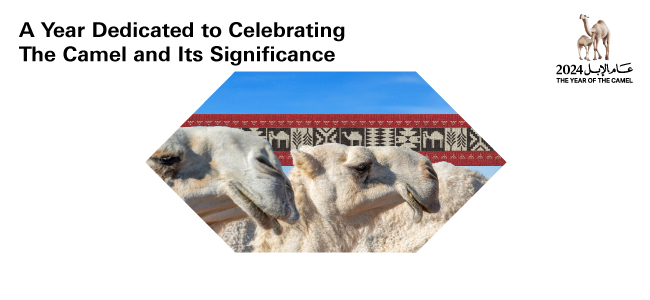 A Year Dedicated to Celebrating
The Camel and Its Significance
عام الإبل 2024
THE YEAR OF THE CAMEL